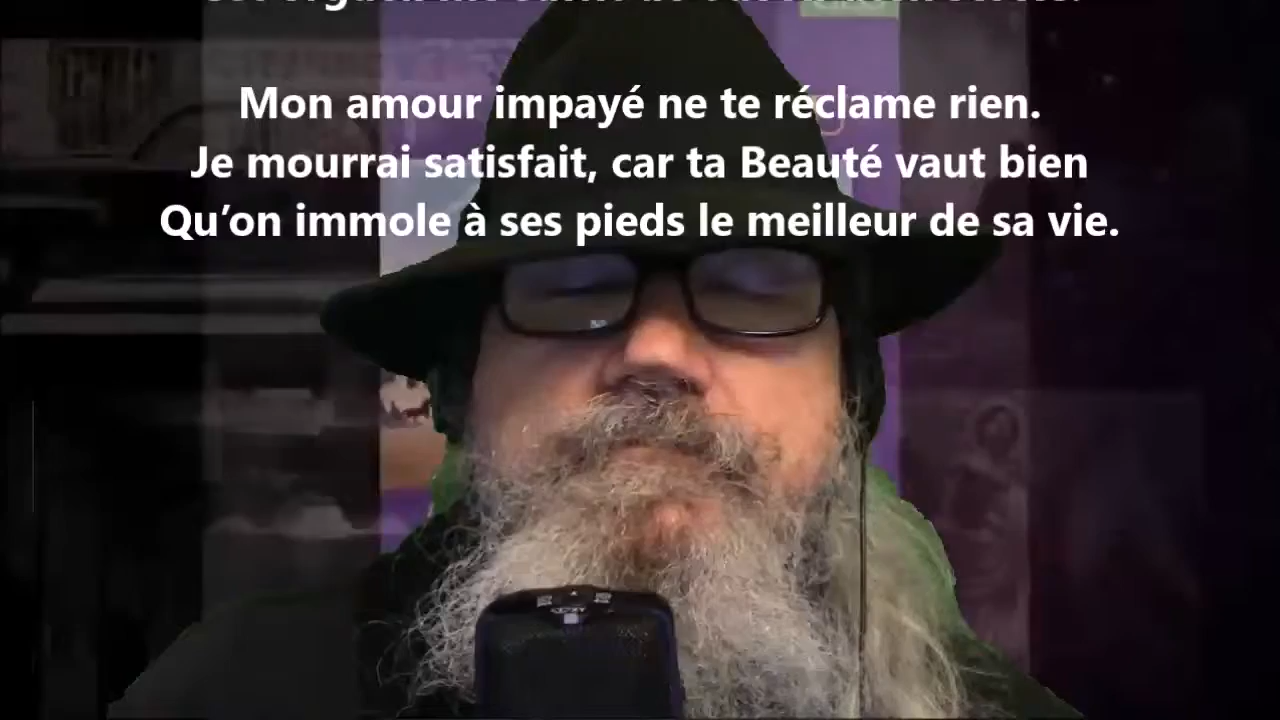 Mon amour impayé ne te réclame rien.
Je mourrai satisfait, car ta Beauté vaut bien
Qu’on immole à ses pieds le meilleur de sa vie.